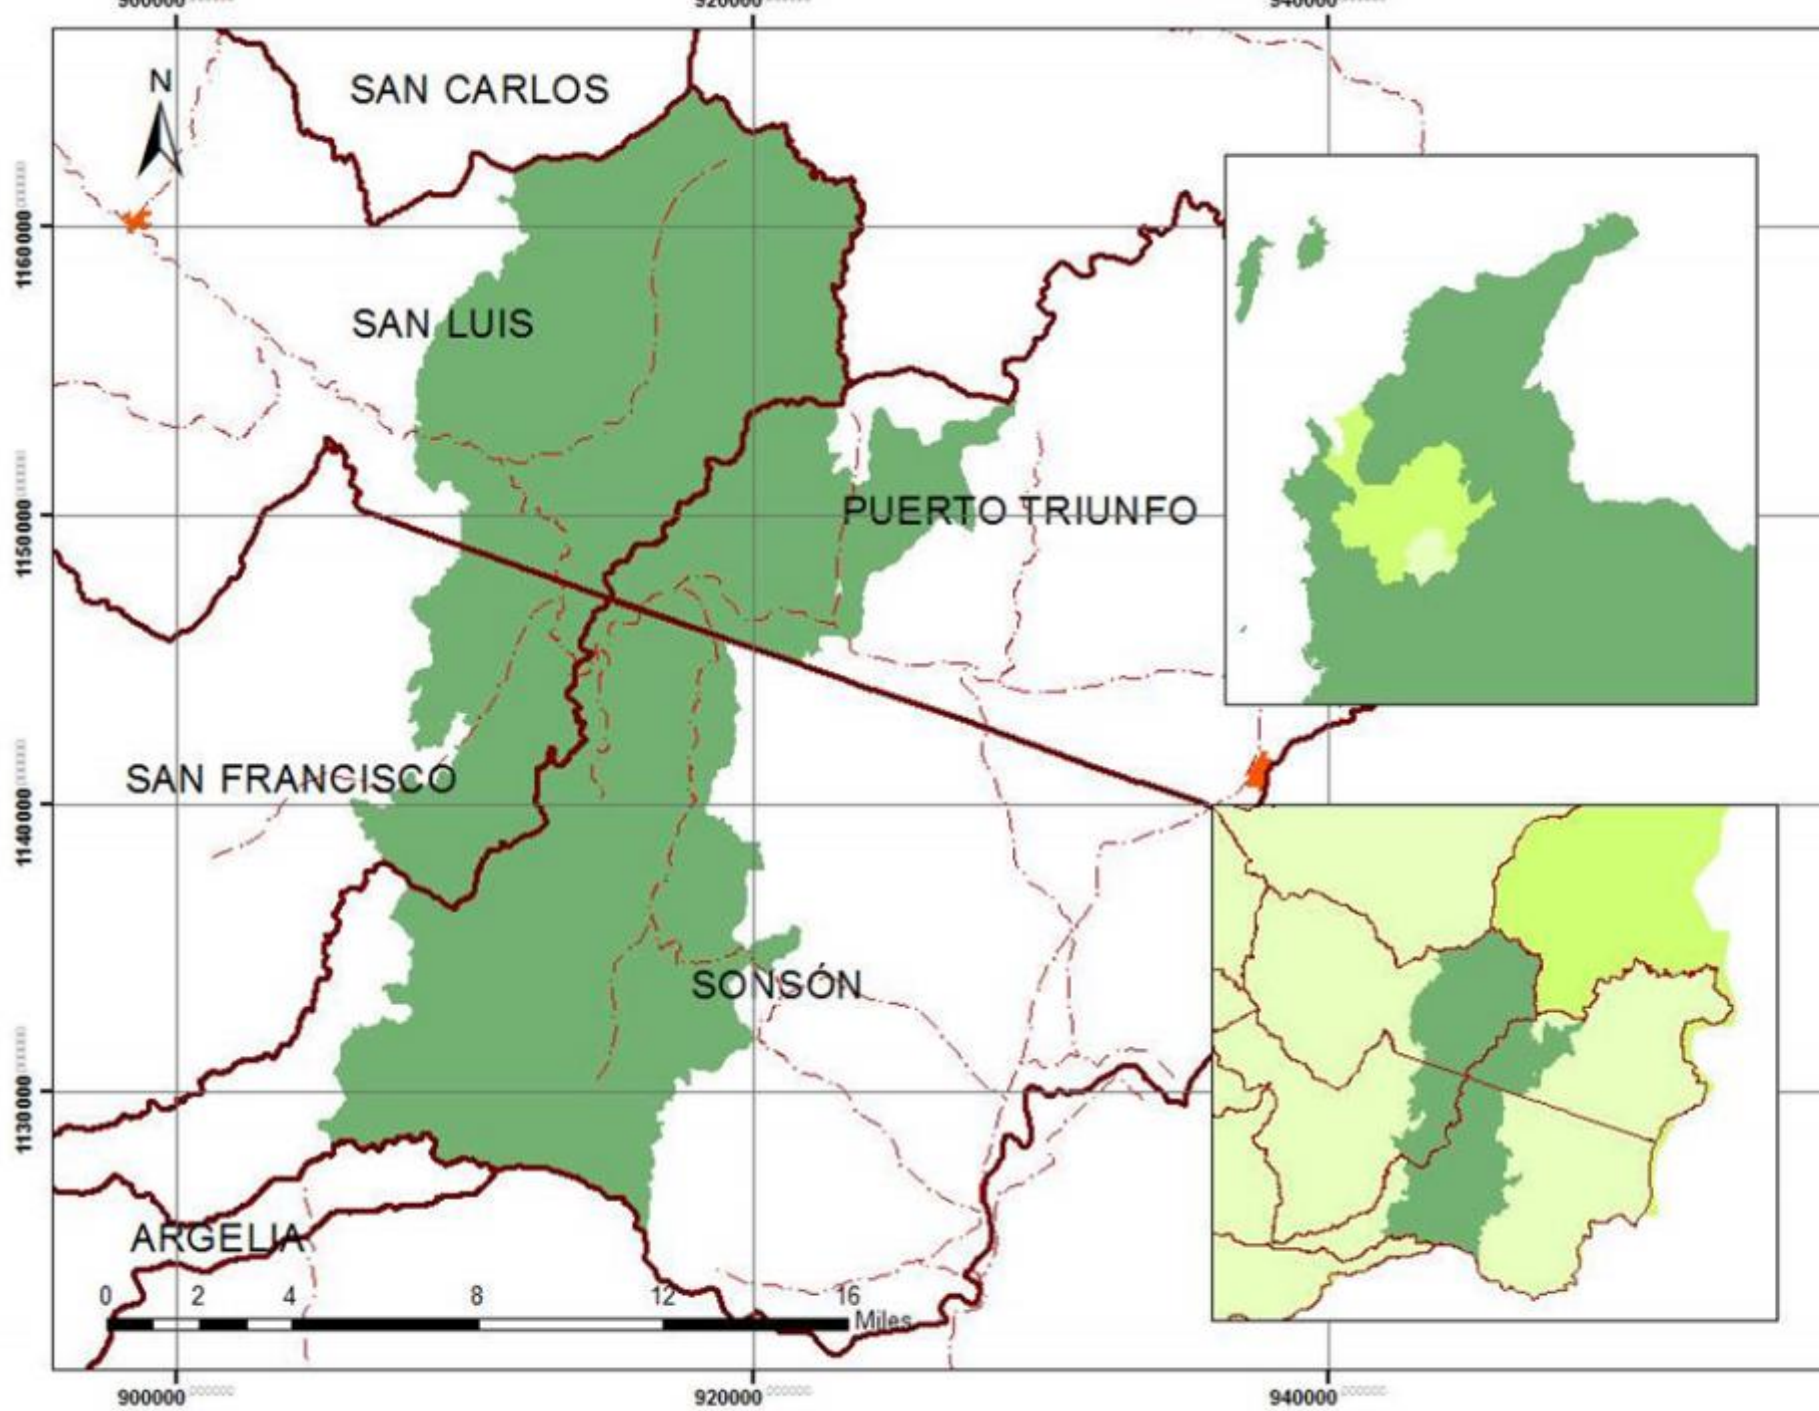 900000 920000 940000
N
SAN CARLOS
1160000
SAN LUIS
PUERTO TRIUNFO
1150000
SAN FRANCISCO
1140000
SONSÓN
1130000
ARGELIA
0 2 4 8 12 16
Miles
900000 920000 940000